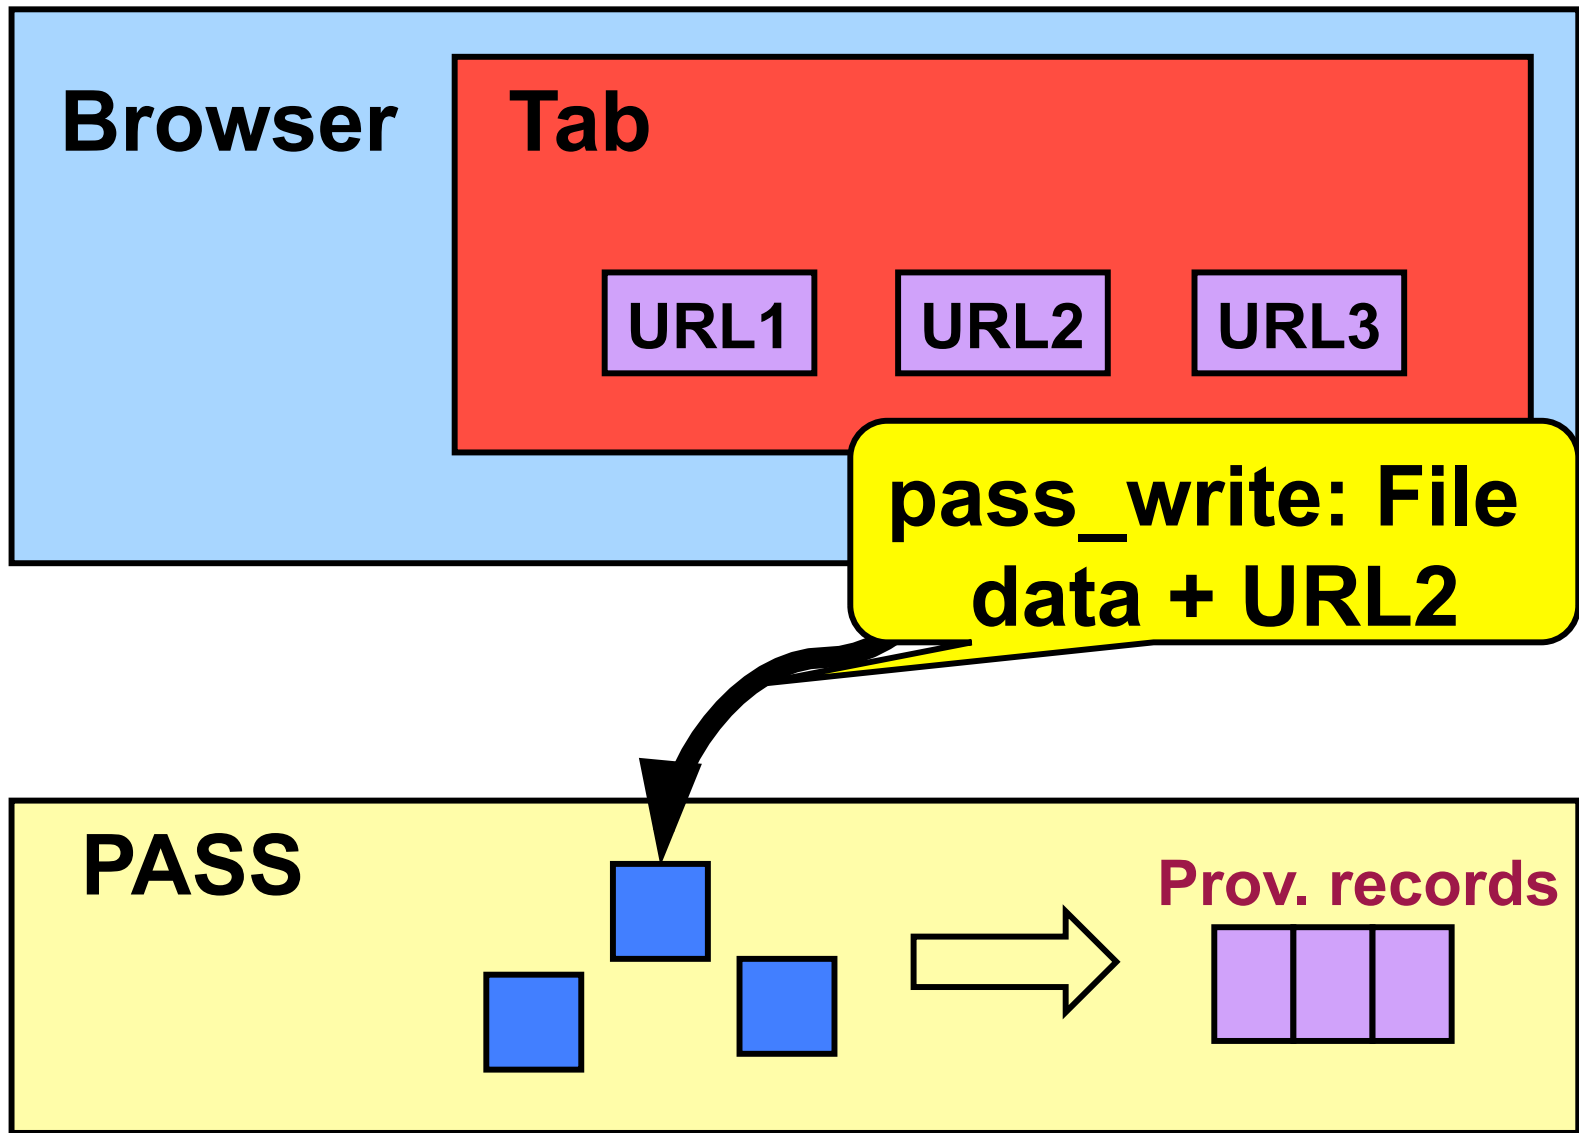 Browser
Tab
URL1
URL2
URL3
pass_write: File
data + URL2
PASS
Prov. records